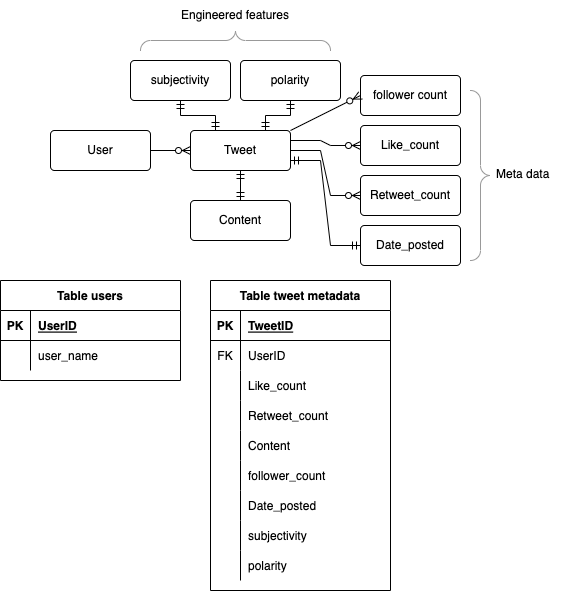 Engineered features
subjectivity
polarity
follower count
User
Tweet
Like_count
Meta data
Retweet_count
Content
Date_posted
Table users
PK UserID
user_name
Table tweet metadata
PK TweetID
FK UserID
Like_count
Retweet_count
Content
follower_count
Date_posted
subjectivity
polarity